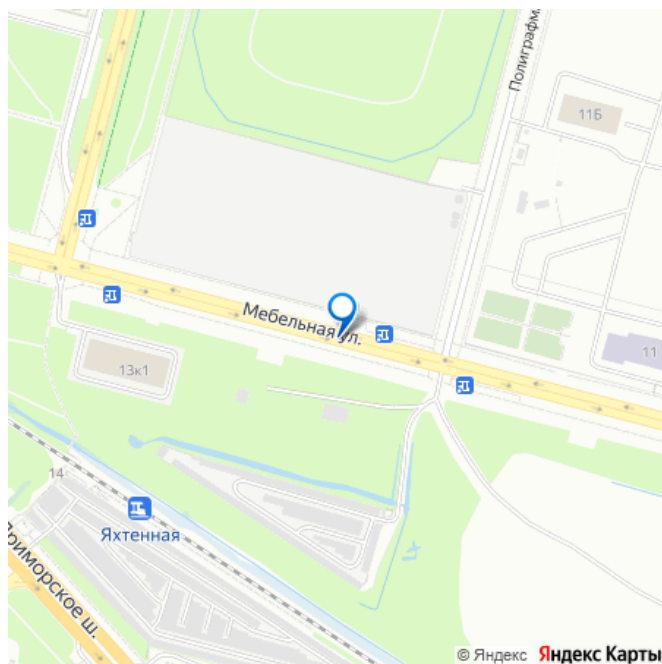 Полиграфм
11Б
Мебельная ул.
11
13к1
14
Яхтенная
Приморское ш.
© Яндекс Яндекс Карты